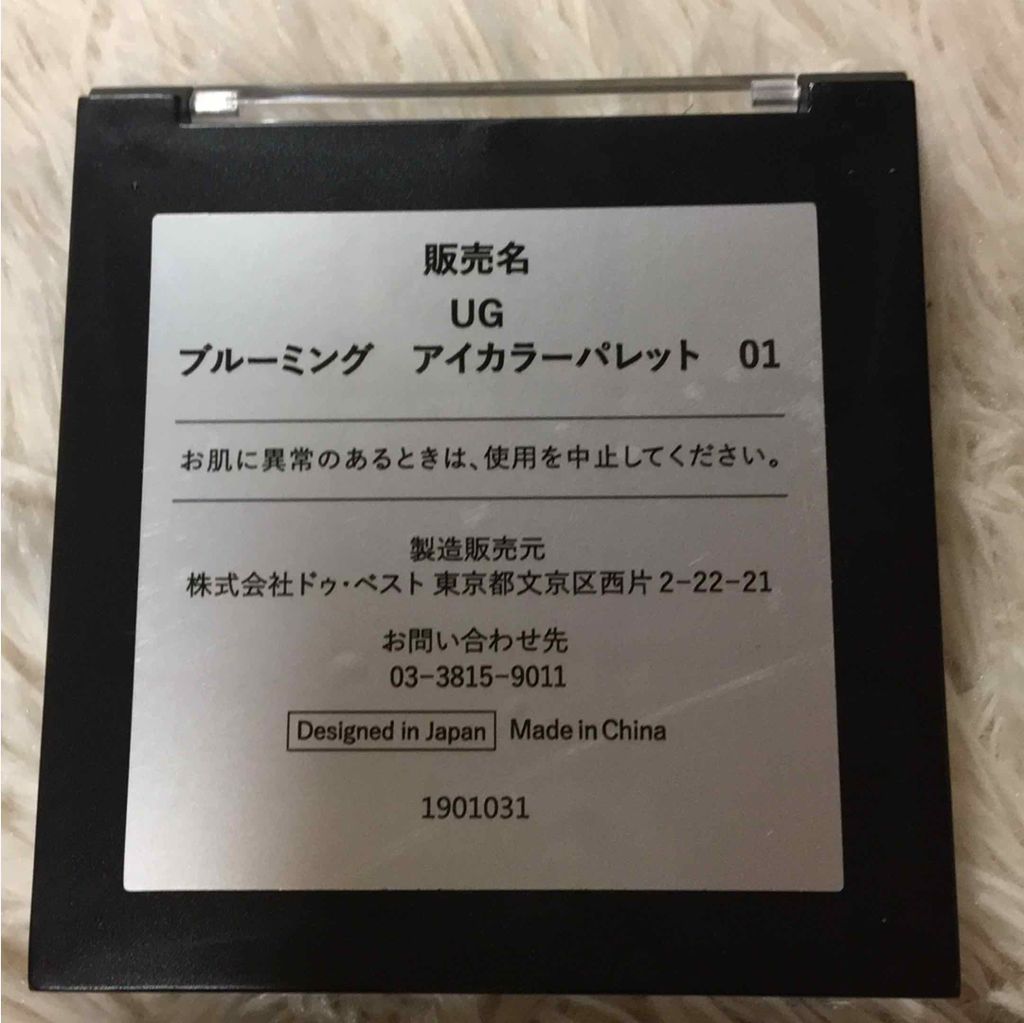 販売名
UG
ブルーミング　アイカラーパレット　01
お肌に異常のあるときは、使用を中止してください。
製造販売元
株式会社ドゥ・ベスト 東京都文京区西片2-22-21
お問い合わせ先
03-3815-9011
Designed in Japan Made in China
1901031